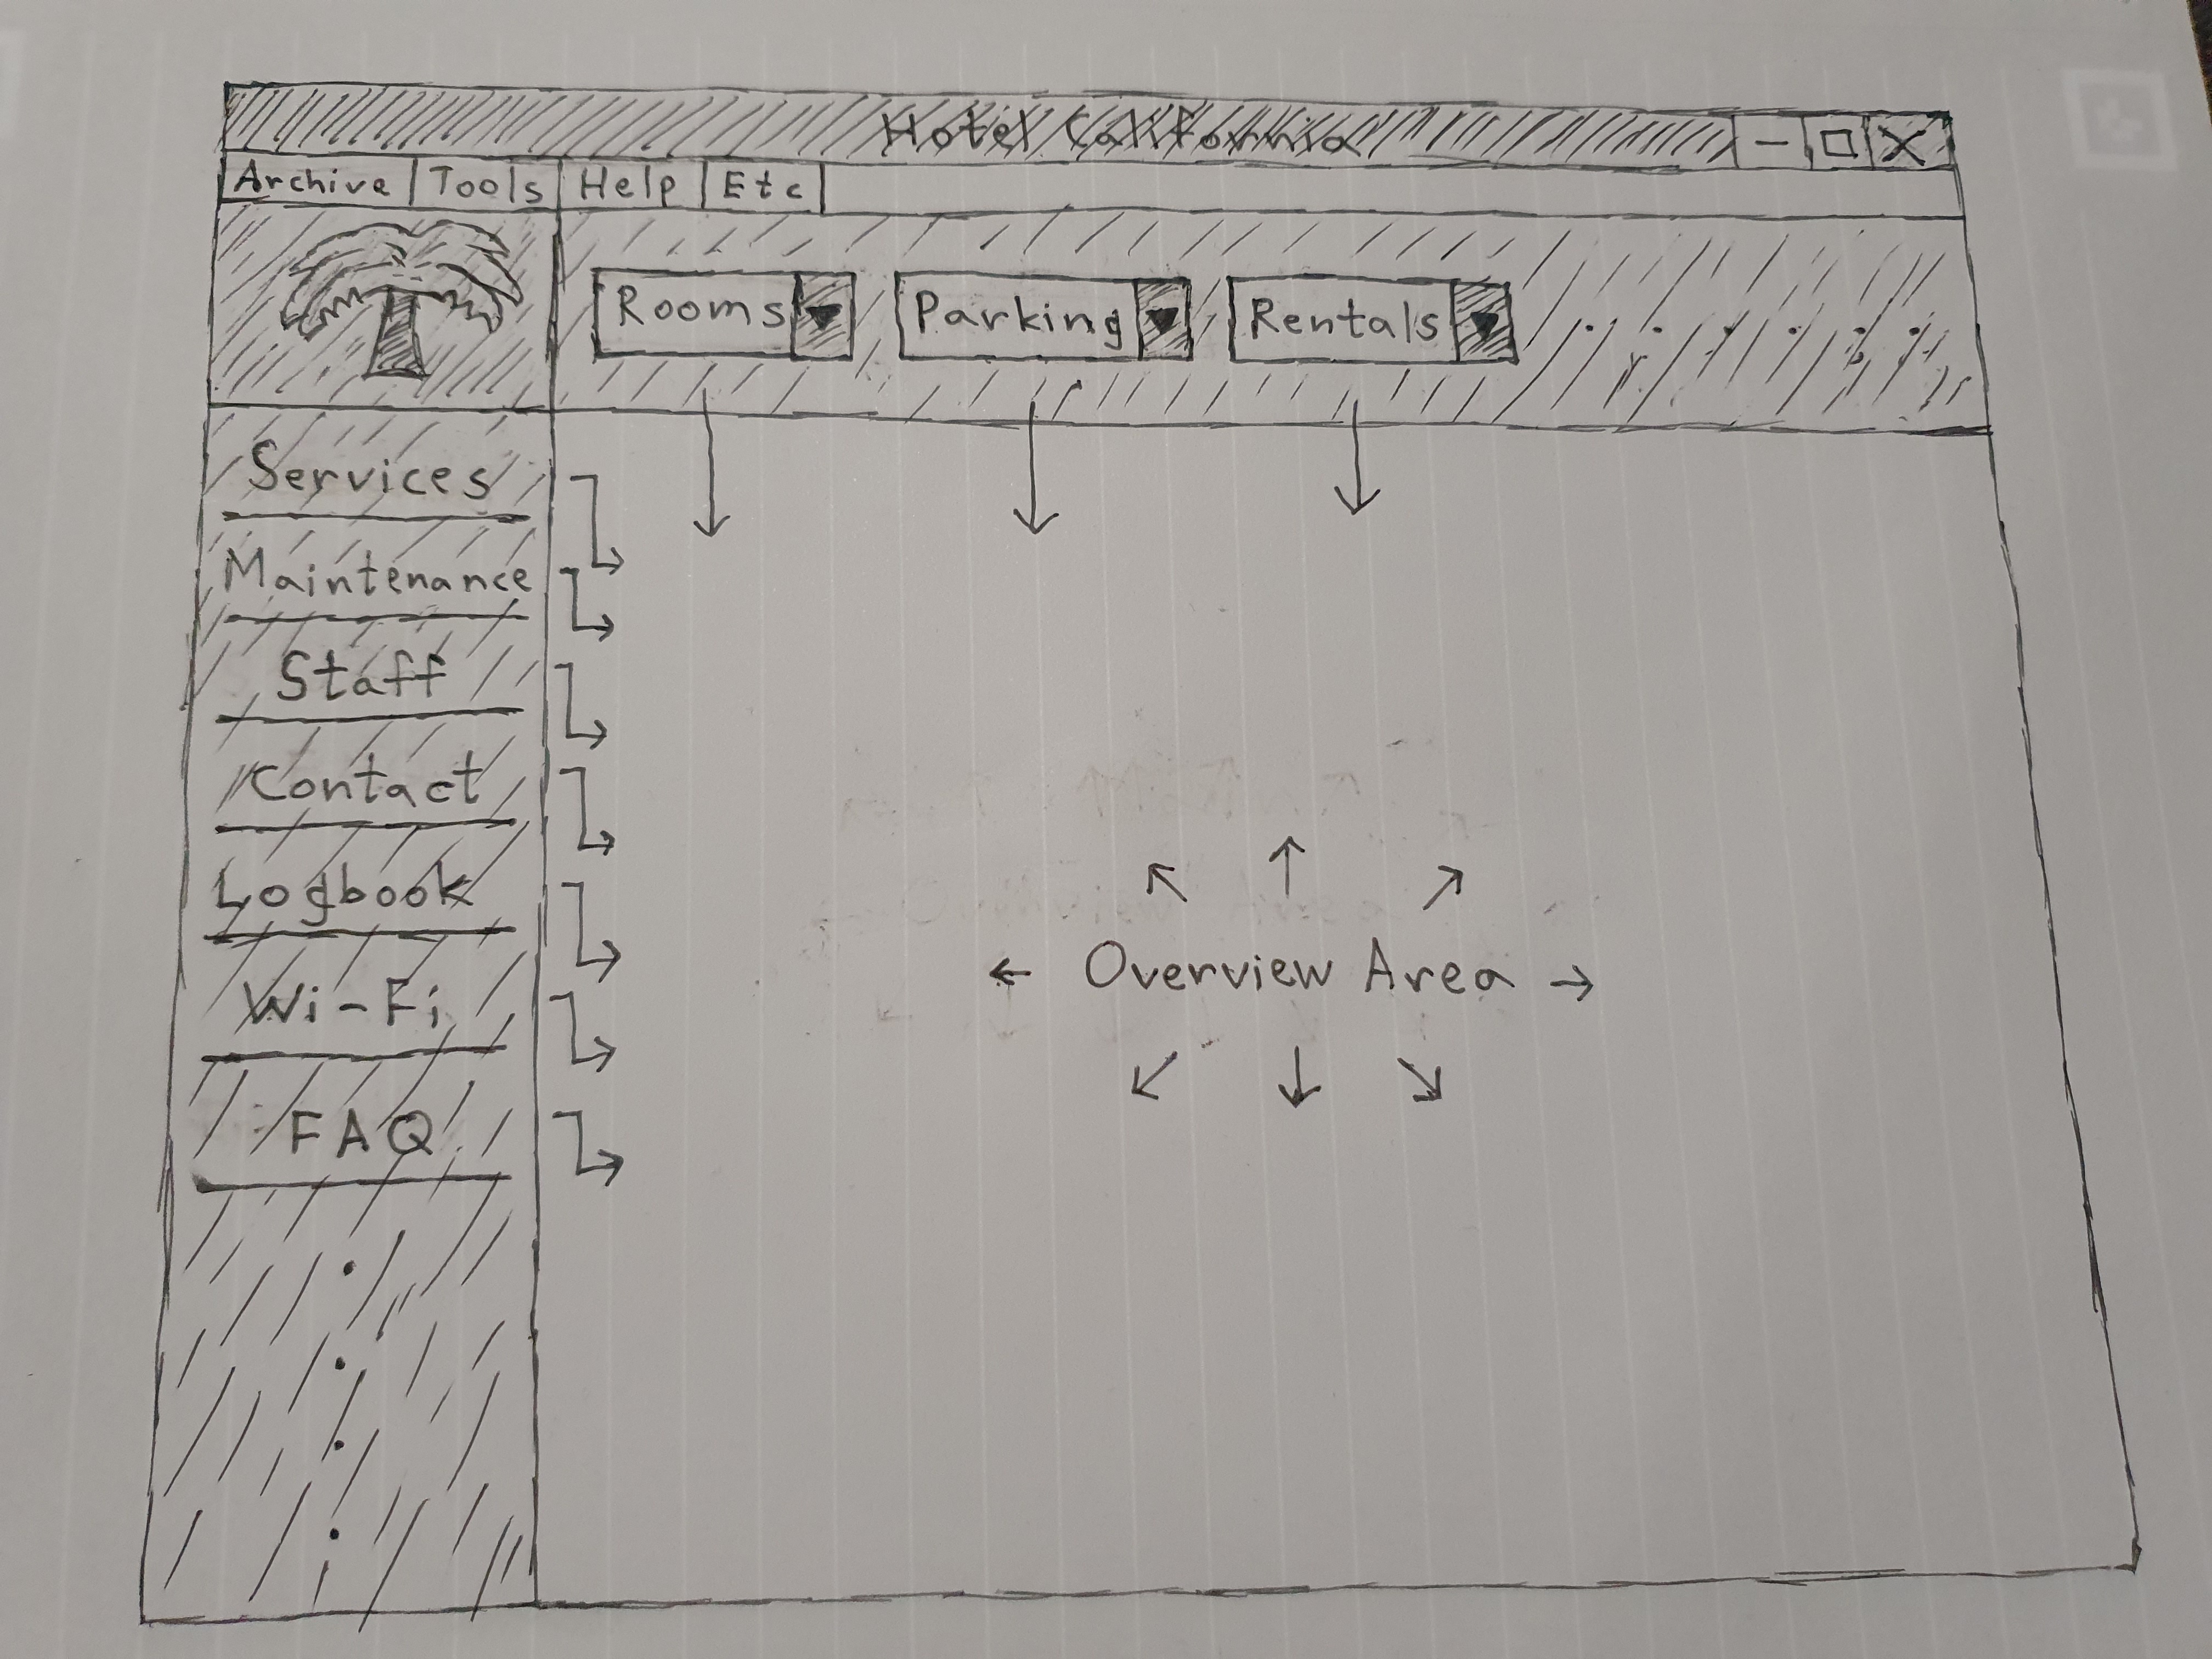 Hotel California
Archive Tools Help Etc
Rooms Parking Rentals
Services
Maintenance
Staff
Contact
Logbook
Wi-Fi
FAQ
Overview Area